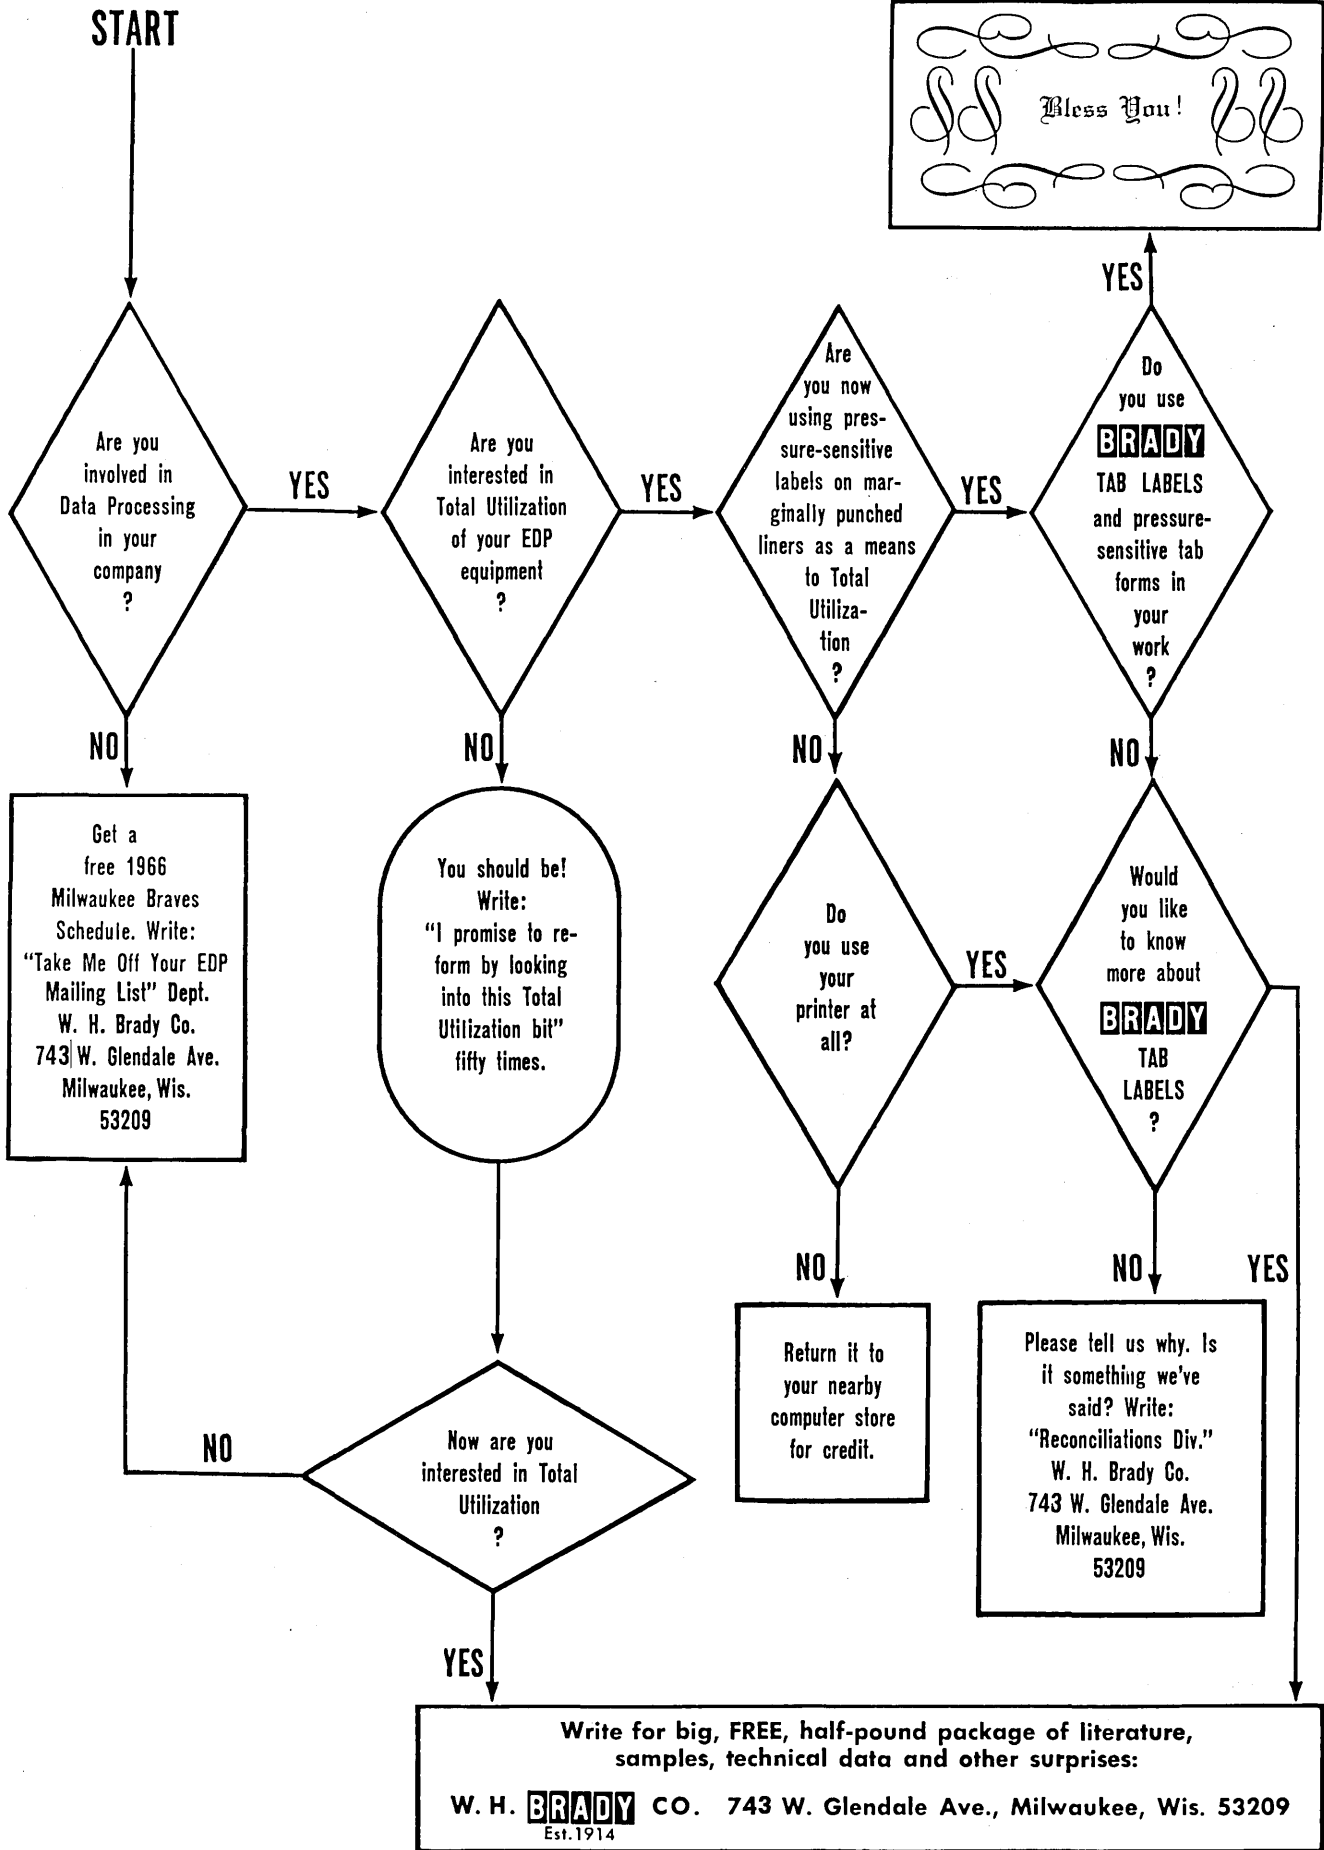 START
Bless You!
YES
Are you
involved in
Data Processing
in your
company
?
YES
Are you
interested in
Total Utilization
of your EDP
equipment
?
YES
Are
you now
using pres-
sure-sensitive
labels on mar-
ginally punched
liners as a means
to Total
Utiliza-
tion
?
YES
Do
you use
BRADY
TAB LABELS
and pressure-
sensitive tab
forms in
your
work
?
NO
NO
NO
NO
Get a
free 1966
Milwaukee Braves
Schedule. Write:
"Take Me Off Your EDP
Mailing List" Dept.
W. H. Brady Co.
743 W. Glendale Ave.
Milwaukee, Wis.
53209
You should be!
Write:
"I promise to re-
form by looking
into this Total
Utilization bit"
fifty times.
Do
you use
your
printer at
all?
YES
Would
you like
to know
more about
BRADY
TAB
LABELS
?
NO
NO
YES
Return it to
your nearby
computer store
for credit.
Please tell us why. Is
it something we've
said? Write:
"Reconciliations Div."
W. H. Brady Co.
743 W. Glendale Ave.
Milwaukee, Wis.
53209
NO
Now are you
interested in Total
Utilization
?
YES
Write for big, FREE, half-pound package of literature,
samples, technical data and other surprises:
W. H. BRADY CO. 743 W. Glendale Ave., Milwaukee, Wis. 53209
Est. 1914